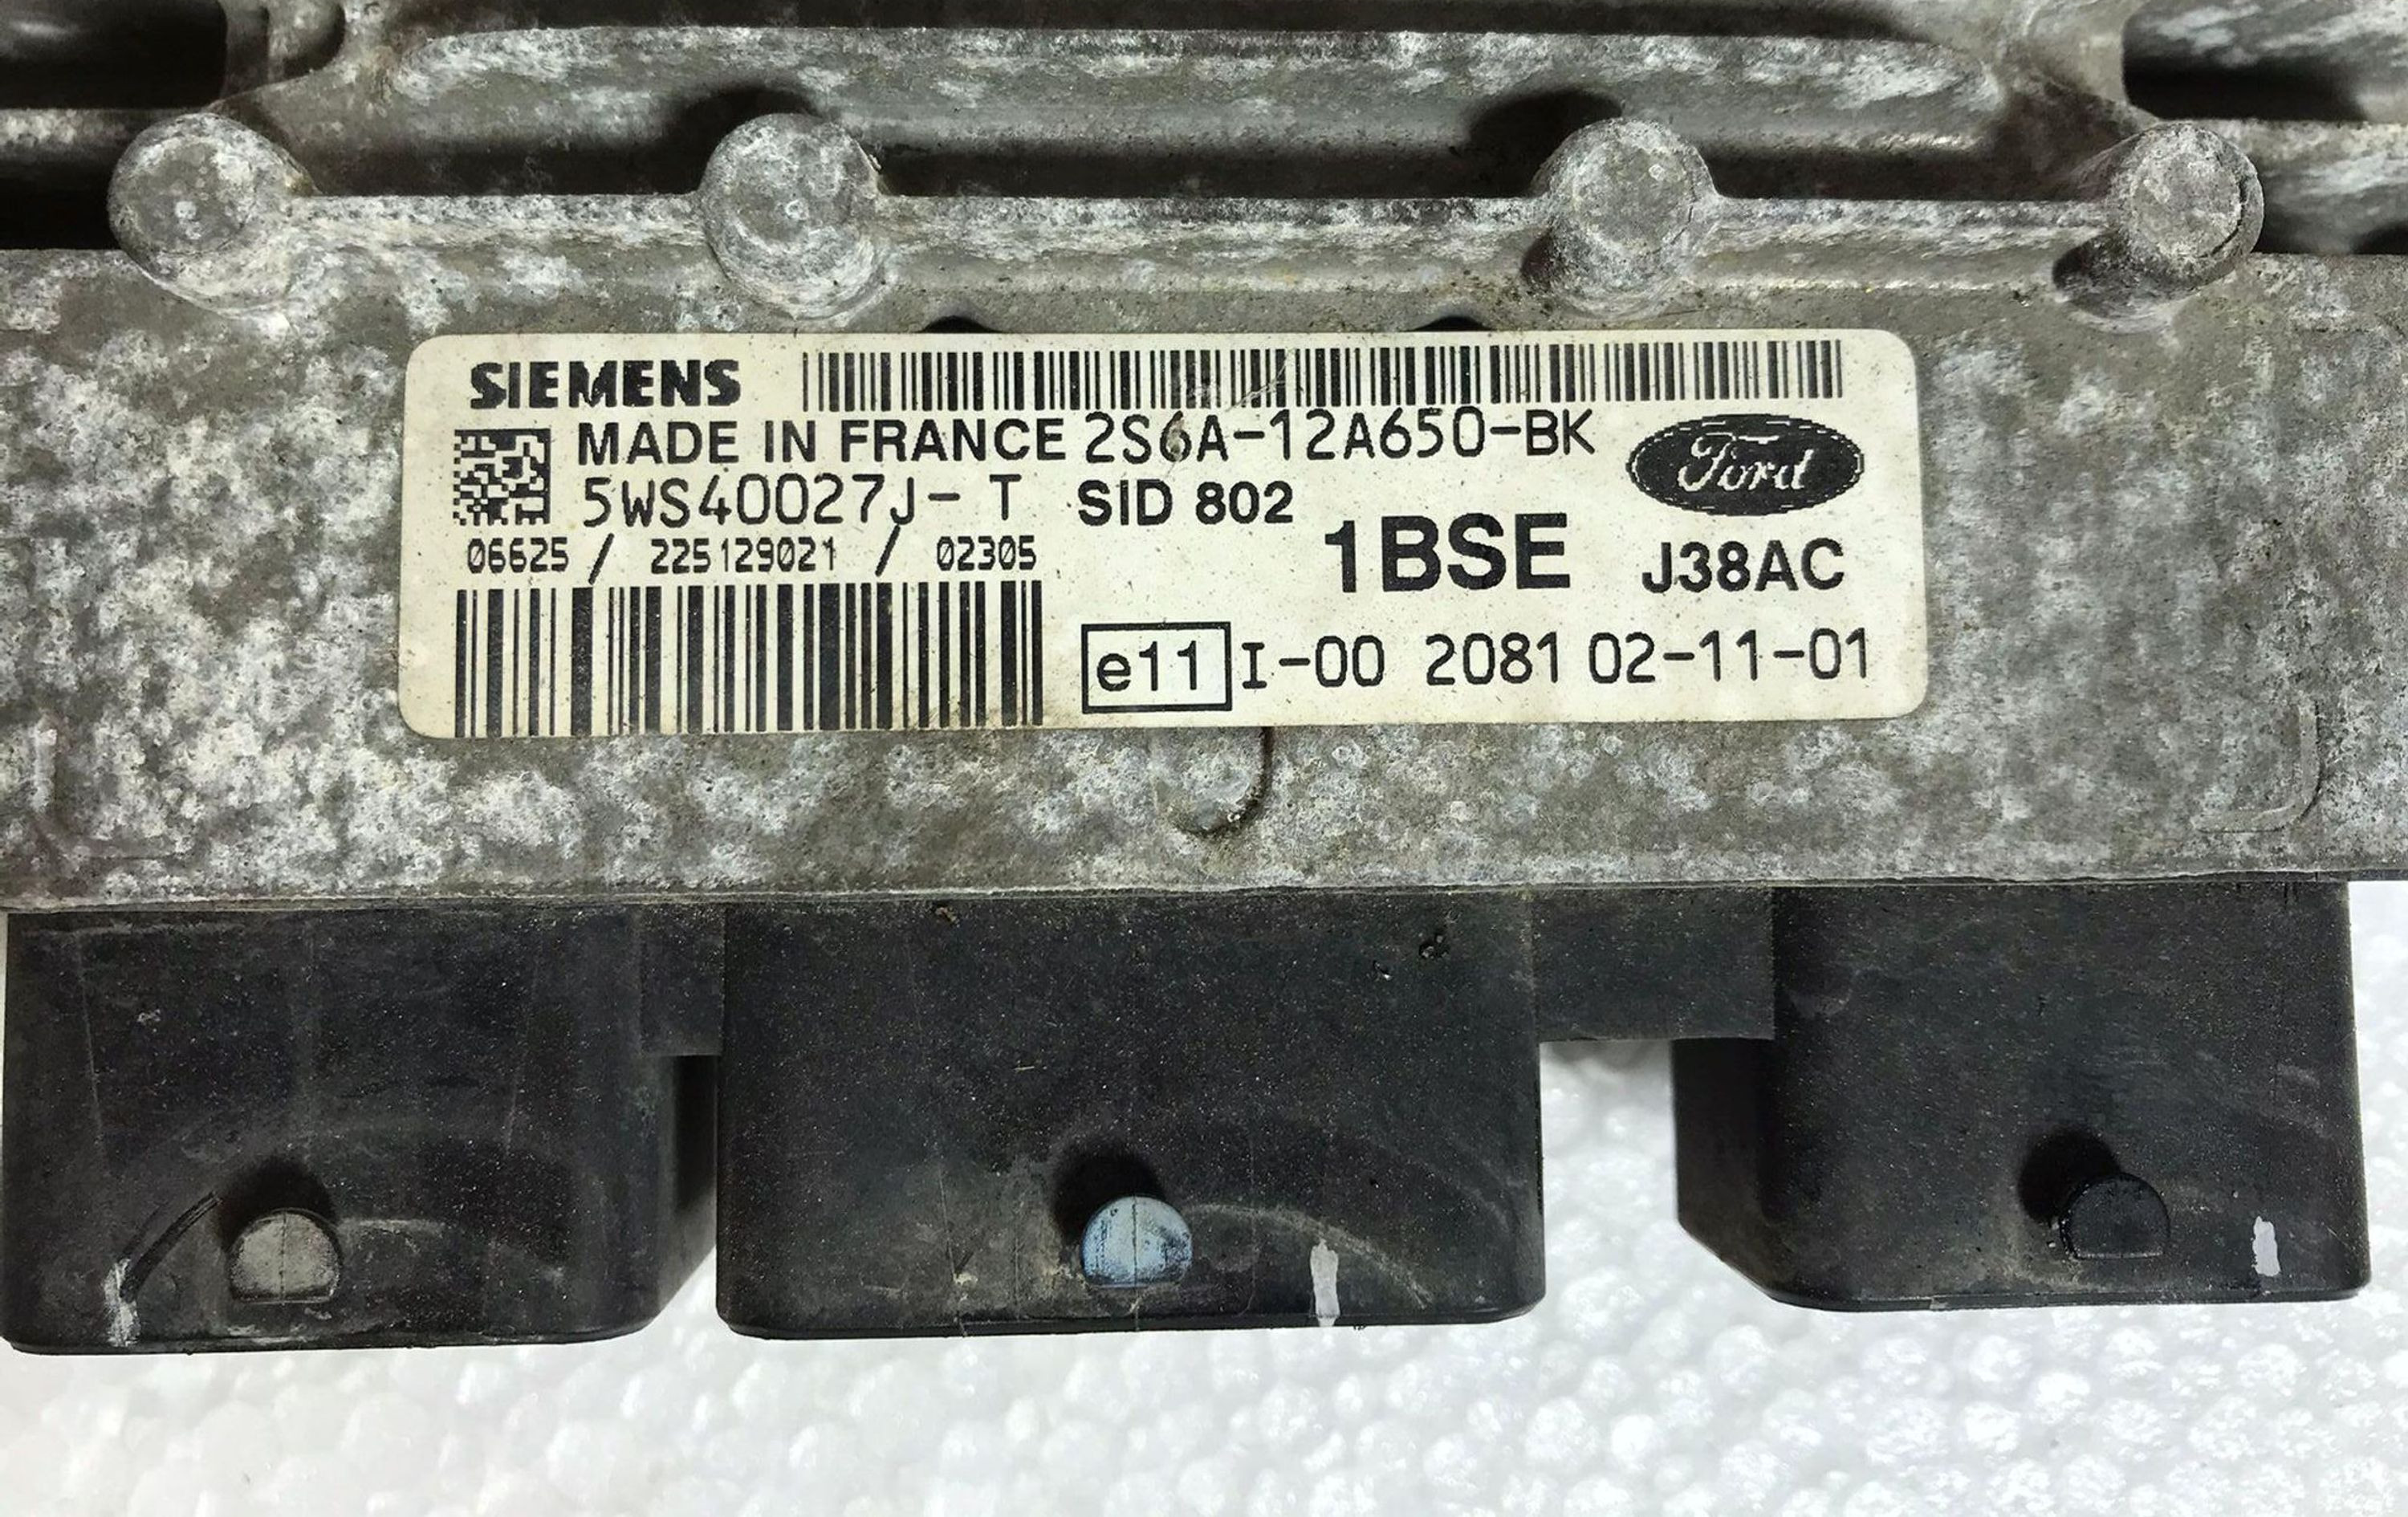 SIEMENS
MADE IN FRANCE 2S6A-12A650-BK
Ford
5WS40027J- T SID 802
06625 / 225129021 / 02305
1BSE J38AC
e11 I-00 2081 02-11-01